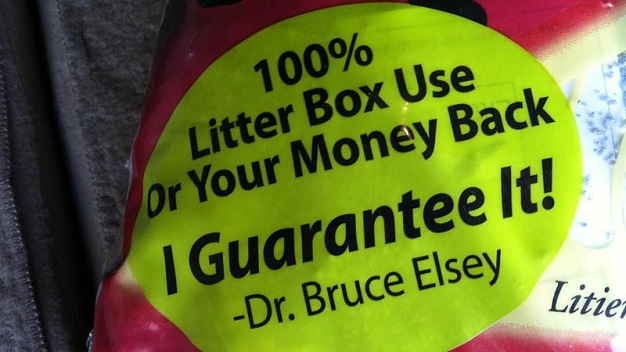 100%
Litter Box Use
Or Your Money Back
I Guarantee It!
-Dr. Bruce Elsey